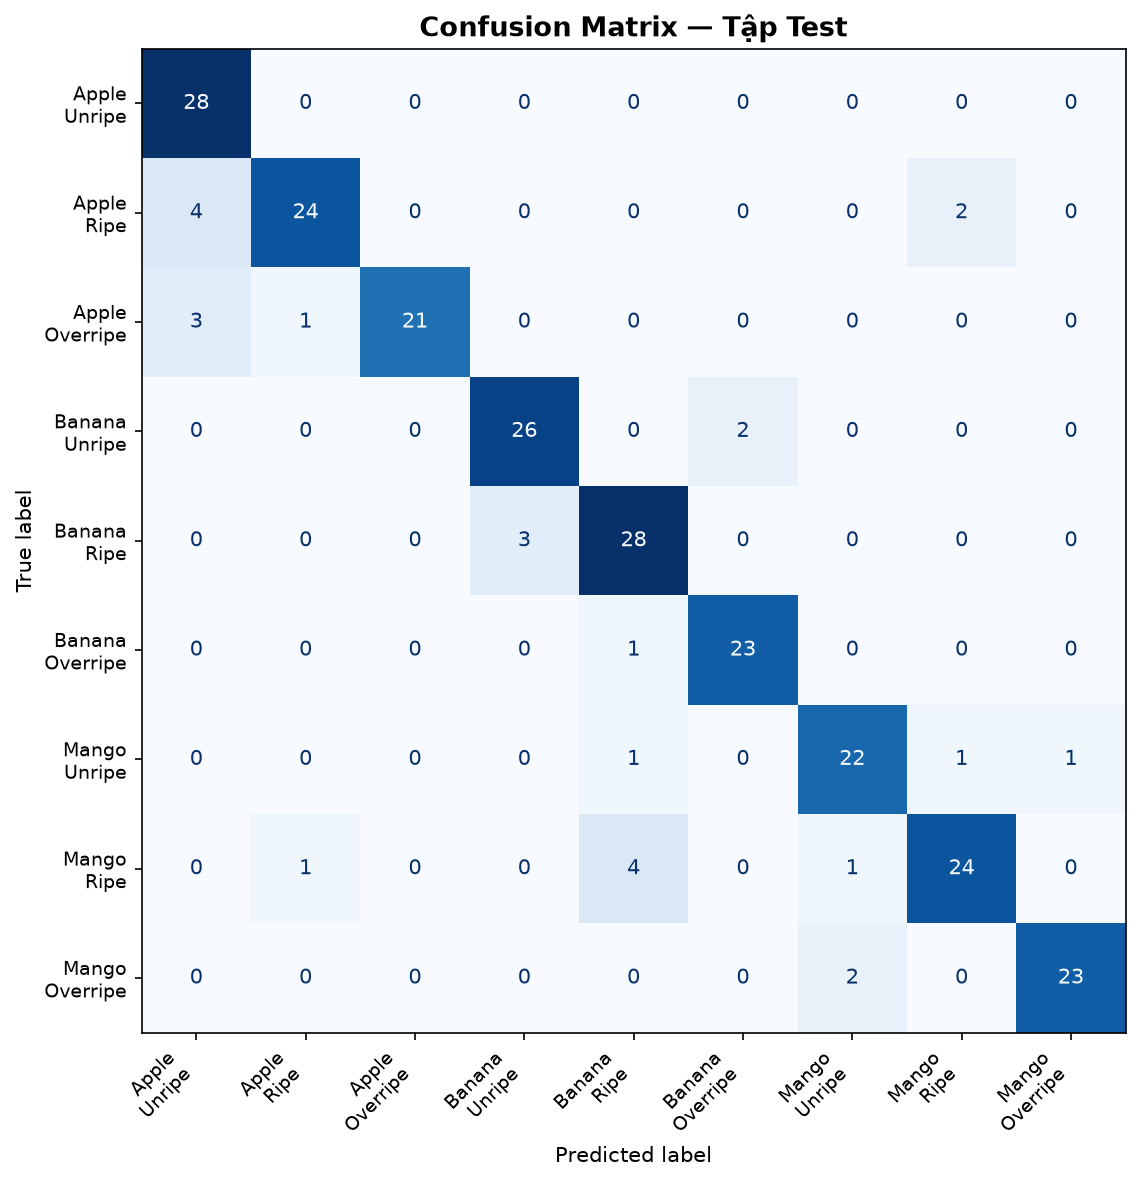 Confusion Matrix — Tập Test
True label
Apple
Unripe
28 0 0 0 0 0 0 0 0
Apple
Ripe
4 24 0 0 0 0 0 2 0
Apple
Overripe
3 1 21 0 0 0 0 0 0
Banana
Unripe
0 0 0 26 0 2 0 0 0
Banana
Ripe
0 0 0 3 28 0 0 0 0
Banana
Overripe
0 0 0 0 1 23 0 0 0
Mango
Unripe
0 0 0 0 1 0 22 1 1
Mango
Ripe
0 1 0 0 4 0 1 24 0
Mango
Overripe
0 0 0 0 0 0 2 0 23
Apple
Unripe
Apple
Ripe
Apple
Overripe
Banana
Unripe
Banana
Ripe
Banana
Overripe
Mango
Unripe
Mango
Ripe
Mango
Overripe
Predicted label